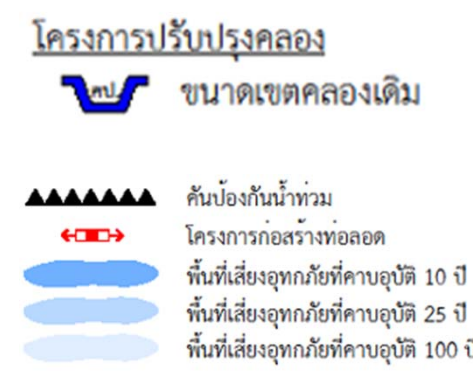 โครงการปรับปรุงคลอง
คป.
ขนาดเขตคลองเดิม
คันป้องกันน้ำท่วม
โครงการก่อสร้างท่อลอด
พื้นที่เสี่ยงอุทกภัยที่คาบอุบัติ 10 ปี
พื้นที่เสี่ยงอุทกภัยที่คาบอุบัติ 25 ปี
พื้นที่เสี่ยงอุทกภัยที่คาบอุบัติ 100 ปี